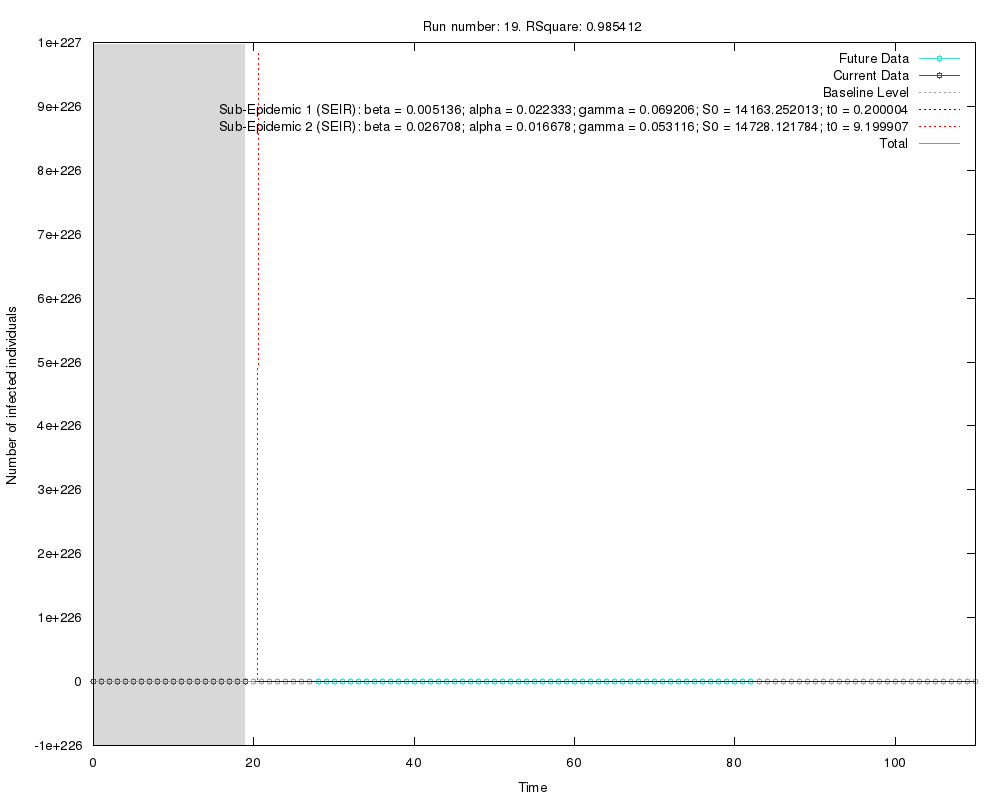 Run number: 19. RSquare: 0.985412
1e+227
9e+226
8e+226
7e+226
6e+226
5e+226
4e+226
3e+226
2e+226
1e+226
0
-1e+226
Number of infected individuals
Future Data
Current Data
Baseline Level
Sub-Epidemic 1 (SEIR): beta = 0.005136; alpha = 0.022333; gamma = 0.069206; S0 = 14163.252013; t0 = 0.200004
Sub-Epidemic 2 (SEIR): beta = 0.026708; alpha = 0.016678; gamma = 0.053116; S0 = 14728.121784; t0 = 9.199907
Total
0 20 40 60 80 100
Time